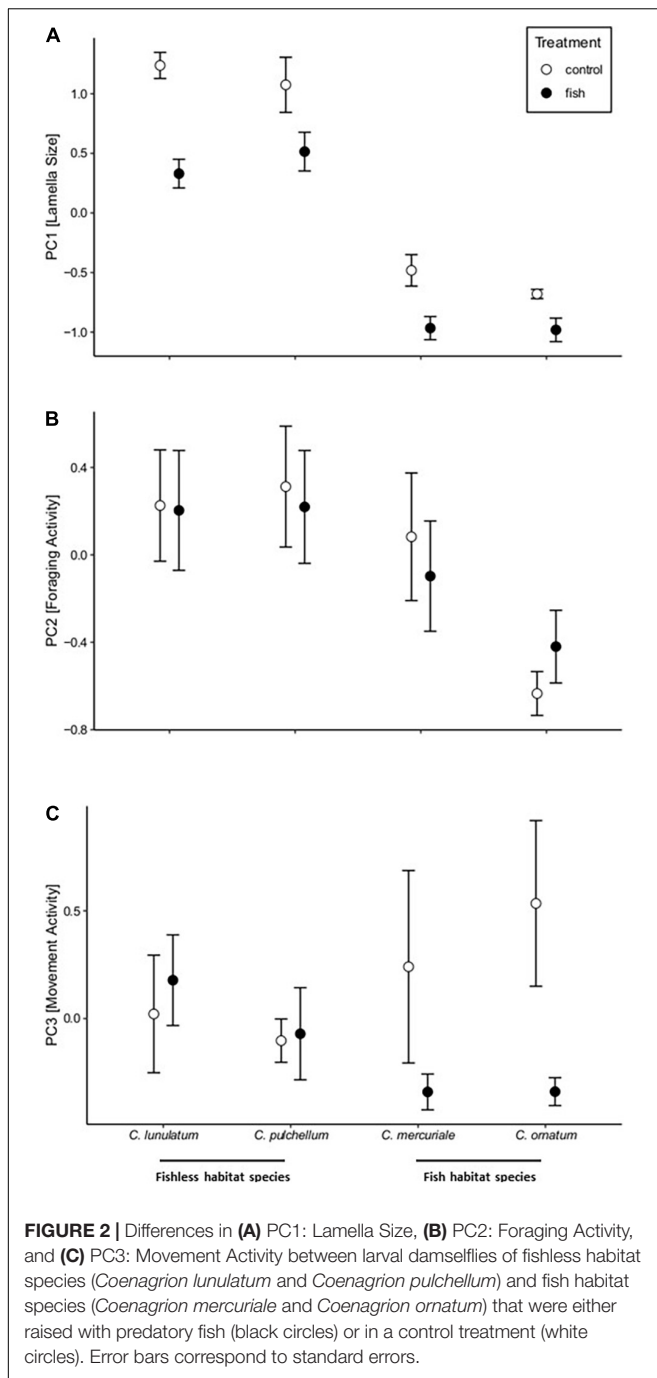 A
Treatment
control
fish
PC1 [Lamella Size]
1.0
0.5
0.0
−0.5
−1.0
B
PC2 [Foraging Activity]
0.4
0.0
−0.4
−0.8
C
PC3 [Movement Activity]
0.5
0.0
C. lunulatum C. pulchellum C. mercuriale C. ornatum
Fishless habitat species Fish habitat species
FIGURE 2 | Differences in (A) PC1: Lamella Size, (B) PC2: Foraging Activity,
and (C) PC3: Movement Activity between larval damselflies of fishless habitat
species (Coenagrion lunulatum and Coenagrion pulchellum) and fish habitat
species (Coenagrion mercuriale and Coenagrion ornatum) that were either
raised with predatory fish (black circles) or in a control treatment (white
circles). Error bars correspond to standard errors.